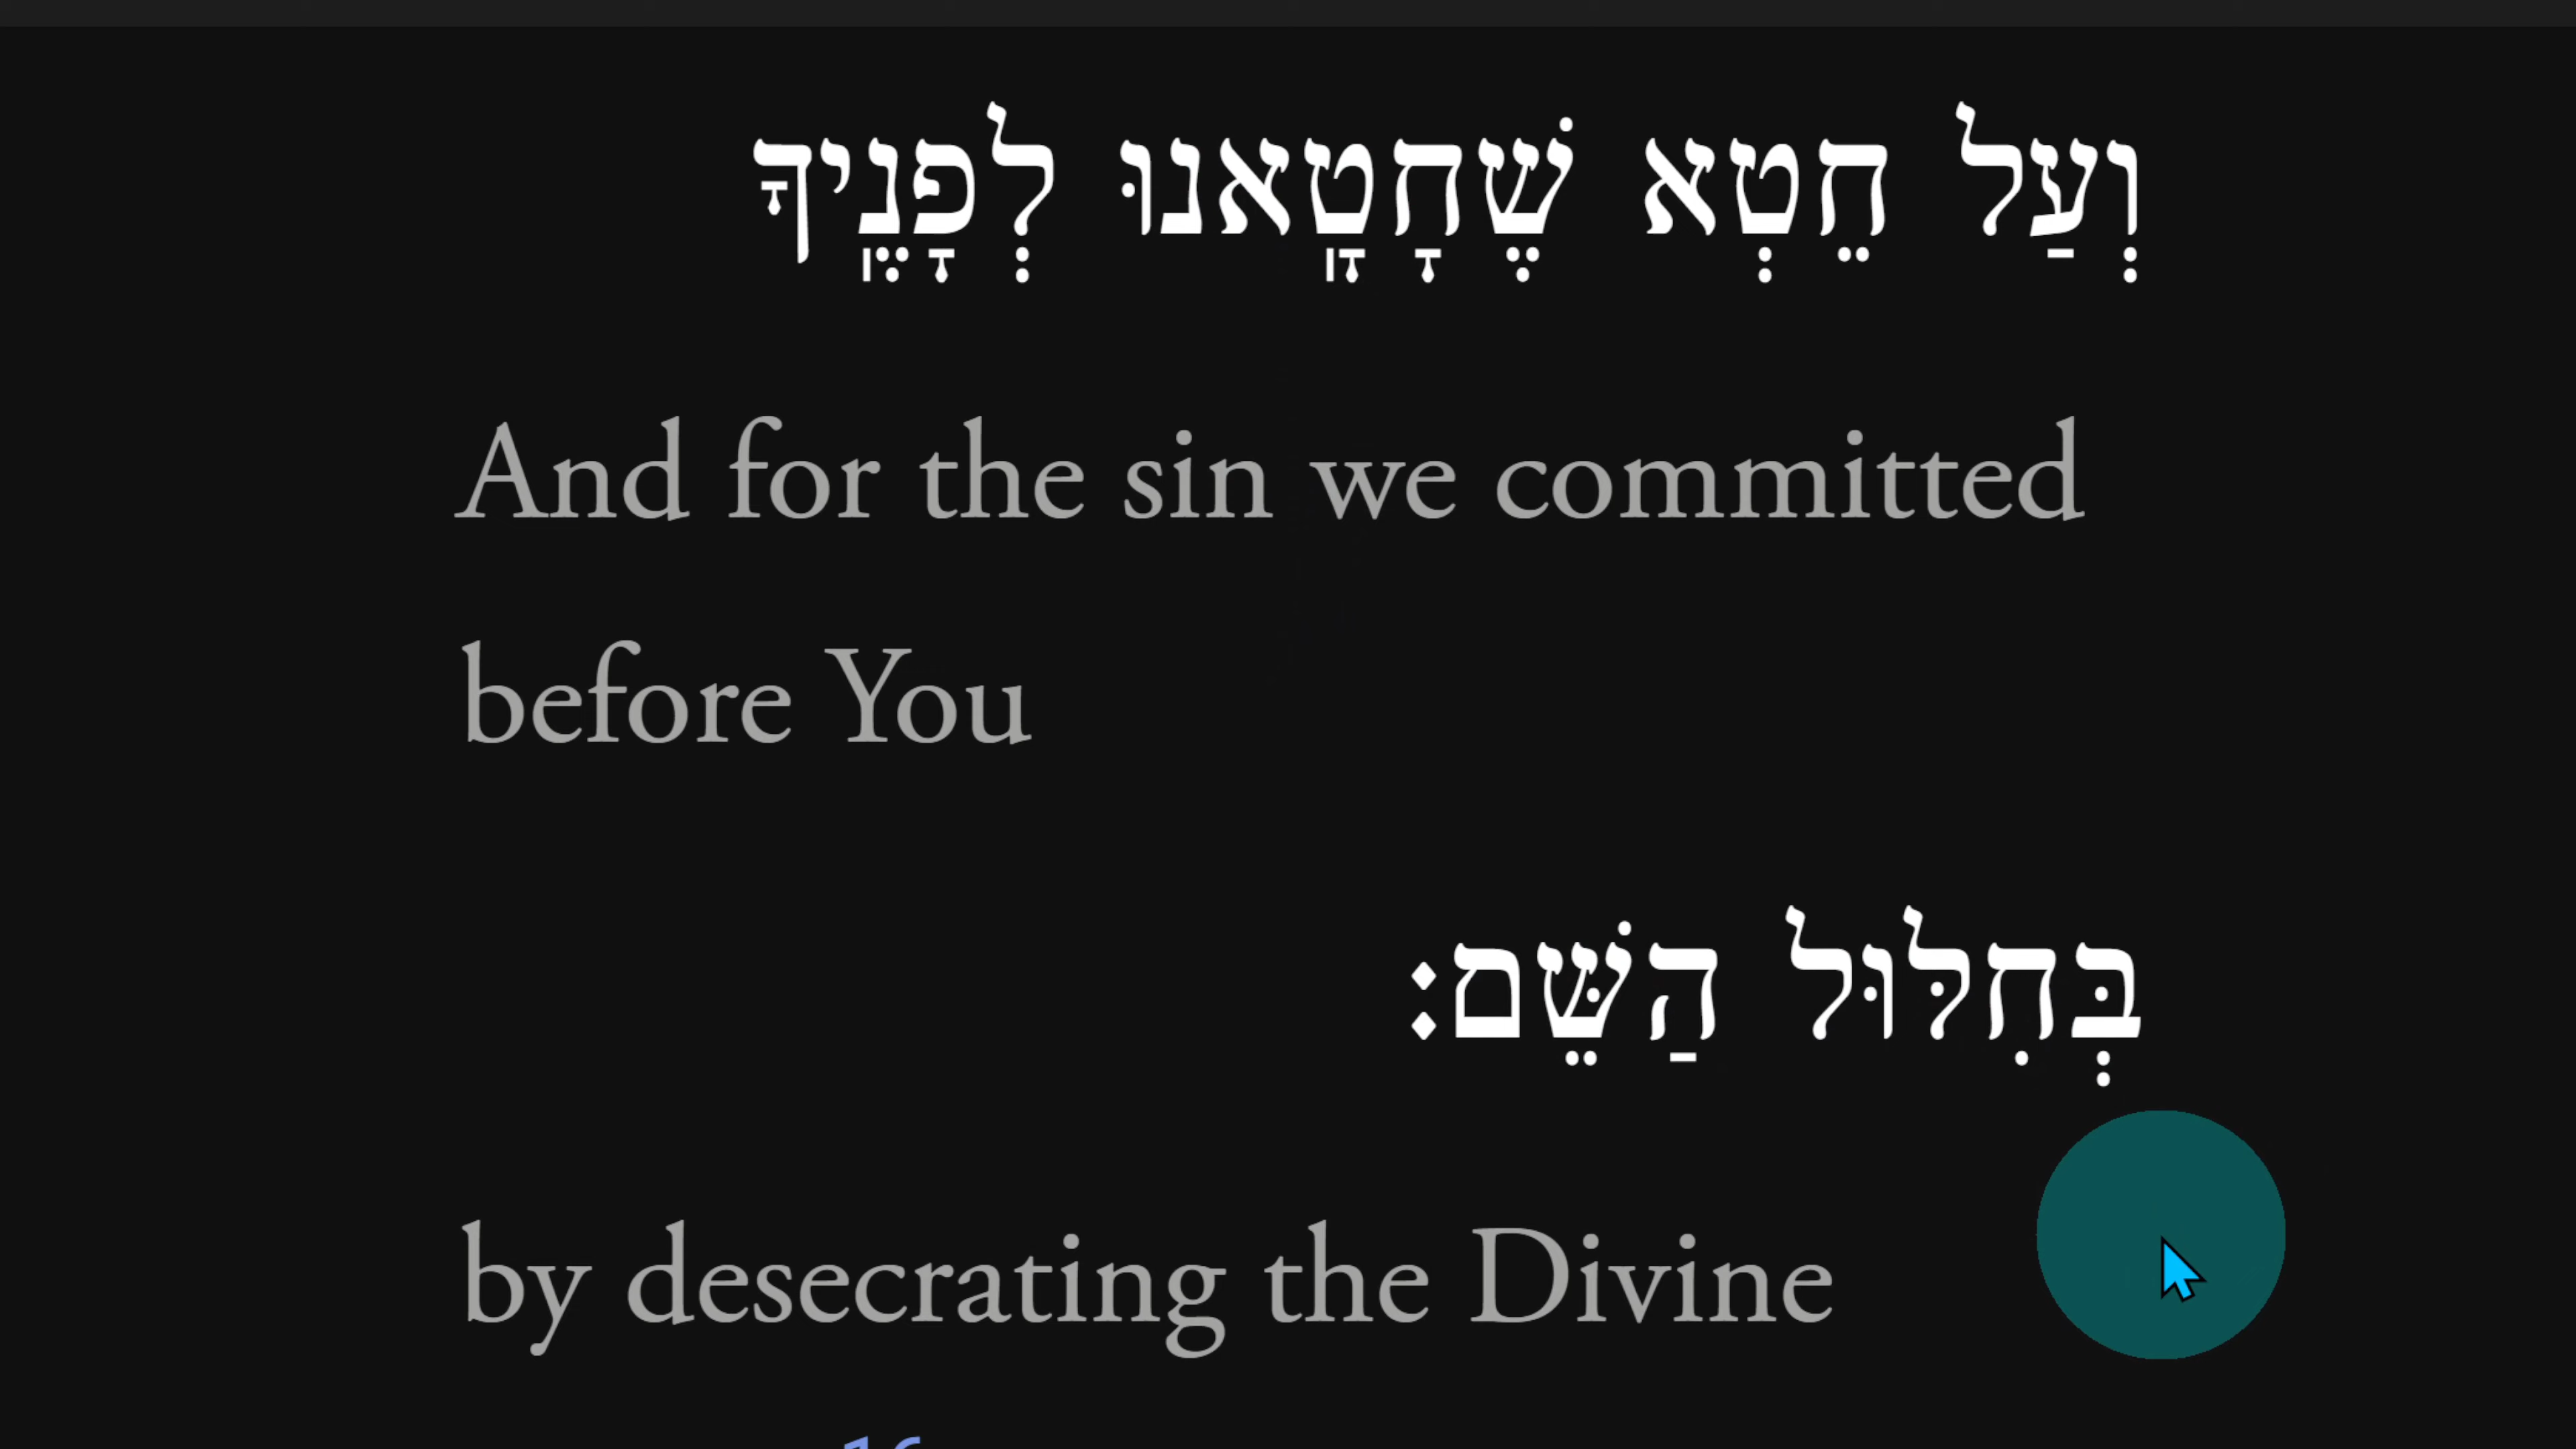 וְעַל חֵטְא שֶׁחָטָֽאנוּ לְפָנֶֽיךָ
And for the sin we committed
before You
בְּחִלּוּל הַשֵּׁם:
by desecrating the Divine